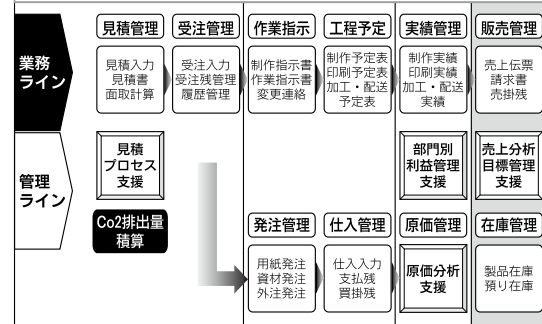 見積管理
受注管理
作業指示
工程予定
実績管理
販売管理
業務
ライン
見積入力
見積書
面取計算
受注入力
受注残管理
履歴管理
制作指示書
作業指示書
変更連絡
制作予定表
印刷予定表
加工・配送
予定表
制作実績
印刷実績
加工・配送
実績
売上伝票
請求書
売掛残
管理
ライン
見積
プロセス
支援
部門別
利益管理
支援
売上分析
目標管理
支援
Co2排出量
積算
発注管理
仕入管理
原価管理
在庫管理
用紙発注
資材発注
外注発注
仕入入力
支払残
買掛残
原価分析
支援
製品在庫
預り在庫